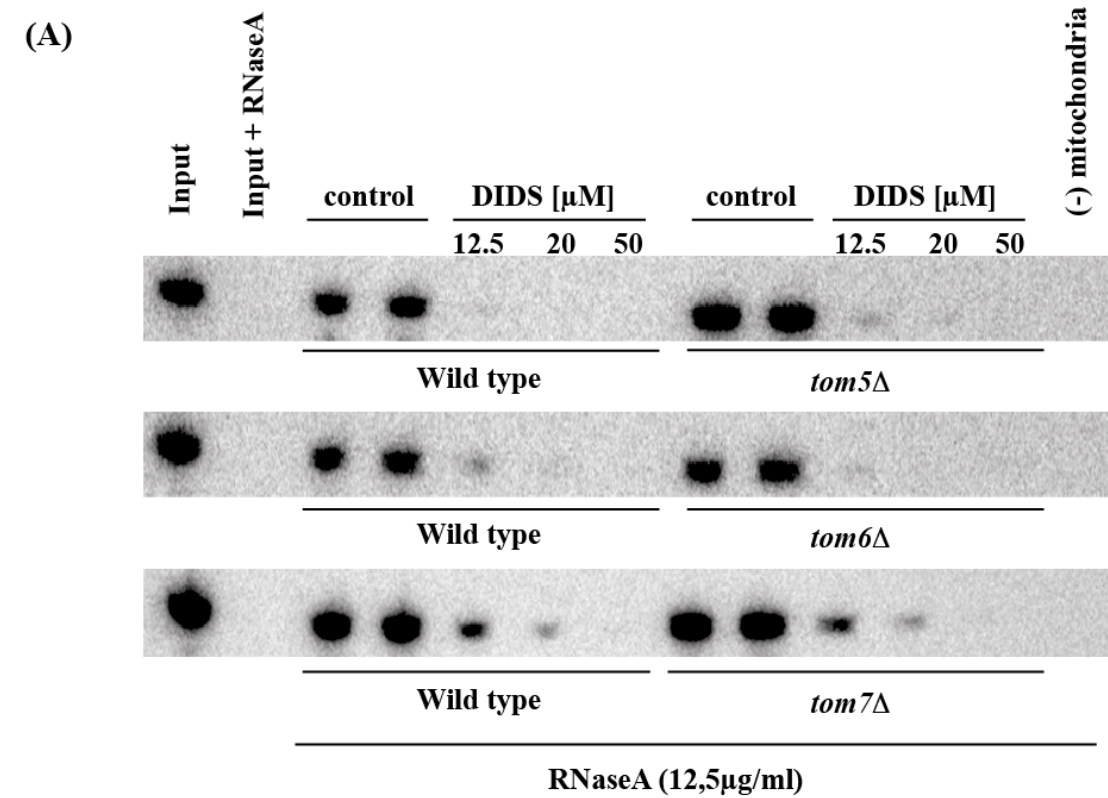 (A)
Input
Input + RNaseA
control
DIDS [µM]
control
DIDS [µM]
(-) mitochondria
12.5 20 50
12.5 20 50
Wild type
tom5Δ
Wild type
tom6Δ
Wild type
tom7Δ
RNaseA (12,5µg/ml)